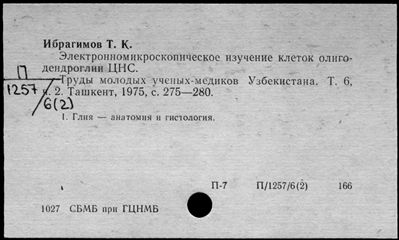 Ибрагимов Т. К.
Электронномикроскопическое изучение клеток олиго-
дендроглии ЦНС.
П
1257
6(2)
Труды молодых ученых-медиков Узбекистана. Т. 6,
ч. 2. Ташкент, 1975, с. 275—280.
1. Глия — анатомия и гистология.
П-7 П/1257/6(2) 166
1027 СБМБ при ГЦНМБ